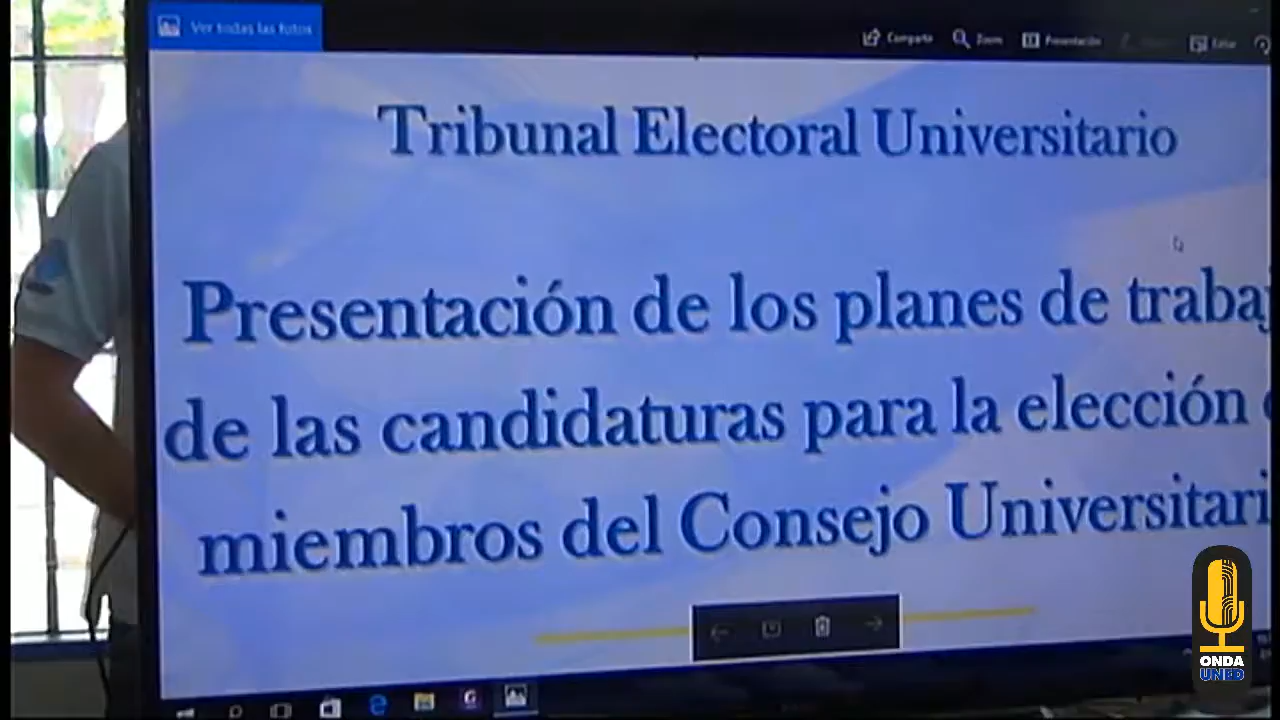 Ver todas las fotos
Compartir Zoom Presentación Editar
Tribunal Electoral Universitario
Presentación de los planes de trabaj
de las candidaturas para la elección
miembros del Consejo Universitari
ONDA
UNED